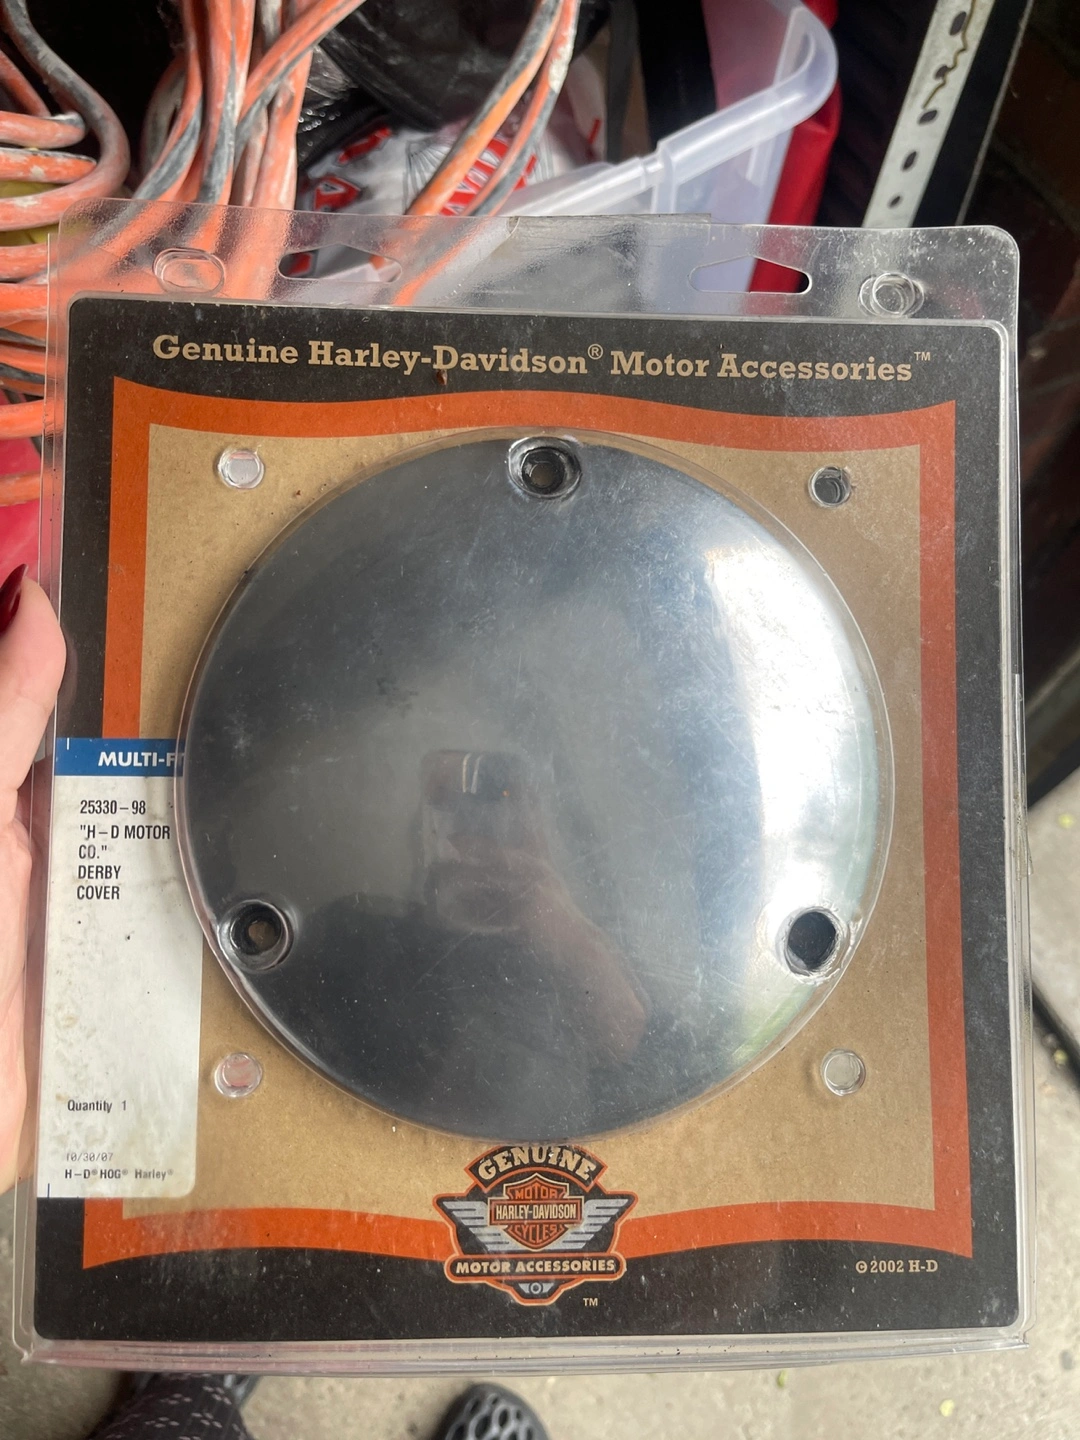 Genuine Harley-Davidson® Motor Accessories™
MULTI-F
25330-98
"H-D MOTOR
CO."
DERBY
COVER
Quantity 1
10/30/07
H-D® HOG® Harley®
GENUINE
MOTOR
HARLEY-DAVIDSON
CYCLES
MOTOR ACCESSORIES
TM
©2002 H-D